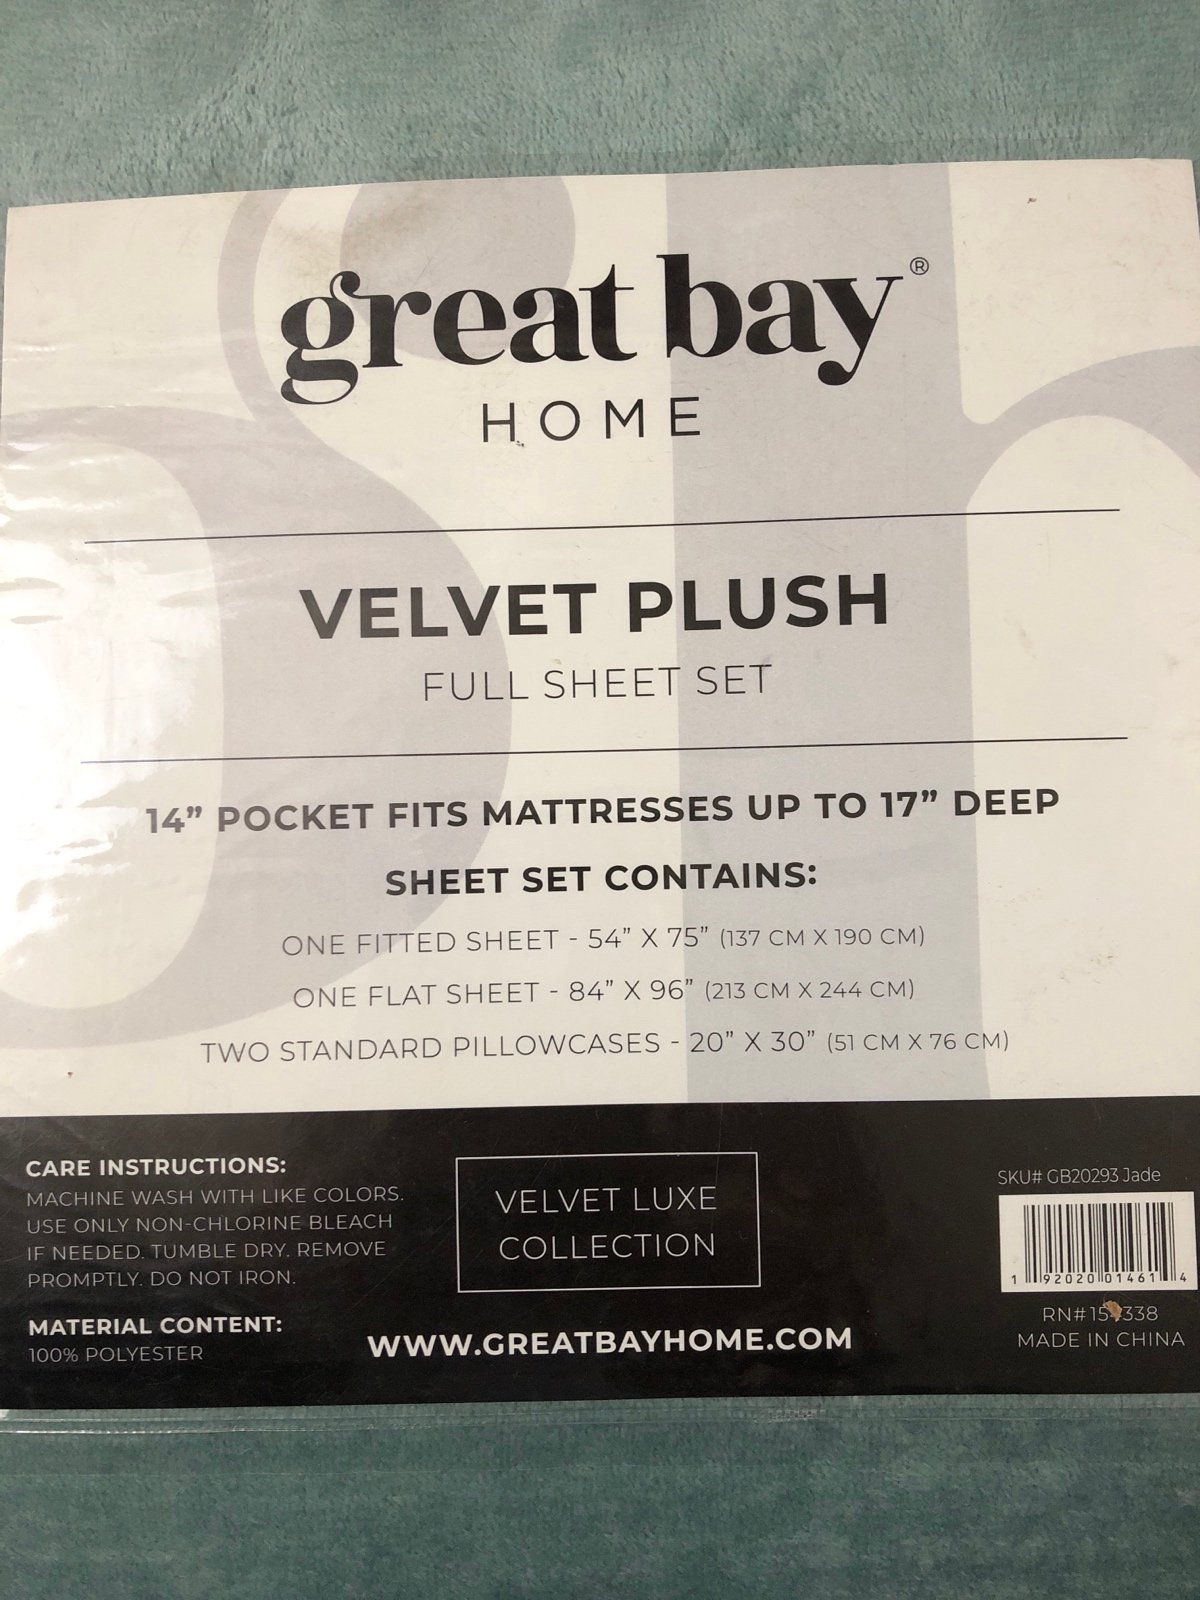 great bay®
HOME
VELVET PLUSH
FULL SHEET SET
14” POCKET FITS MATTRESSES UP TO 17” DEEP
SHEET SET CONTAINS:
ONE FITTED SHEET - 54” X 75” (137 CM X 190 CM)
ONE FLAT SHEET - 84” X 96” (213 CM X 244 CM)
TWO STANDARD PILLOWCASES - 20” X 30” (51 CM X 76 CM)
CARE INSTRUCTIONS:
MACHINE WASH WITH LIKE COLORS.
USE ONLY NON-CHLORINE BLEACH
IF NEEDED. TUMBLE DRY. REMOVE
PROMPTLY. DO NOT IRON.
MATERIAL CONTENT:
100% POLYESTER
VELVET LUXE
COLLECTION
WWW.GREATBAYHOME.COM
SKU# GB20293 Jade
1 92020 01461 4
MADE IN CHINA